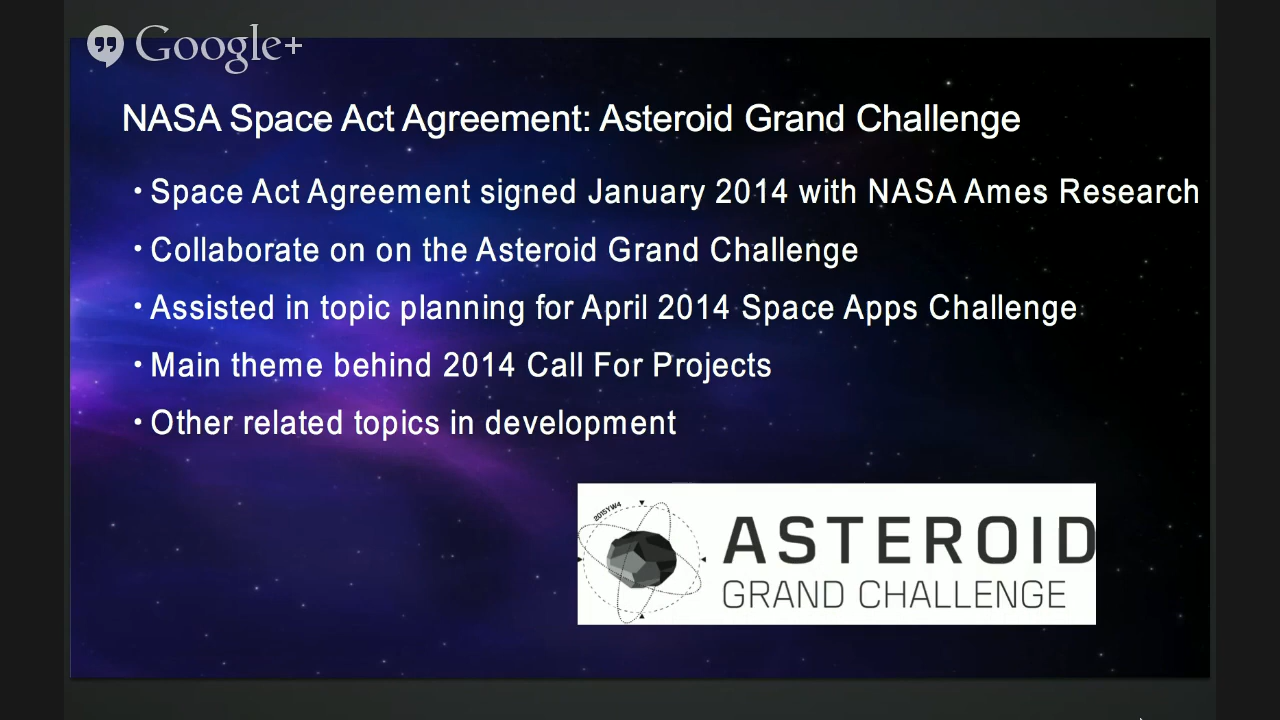 Google+
NASA Space Act Agreement: Asteroid Grand Challenge
• Space Act Agreement signed January 2014 with NASA Ames Research
• Collaborate on on the Asteroid Grand Challenge
• Assisted in topic planning for April 2014 Space Apps Challenge
• Main theme behind 2014 Call For Projects
• Other related topics in development
2015YW4
ASTEROID
GRAND CHALLENGE